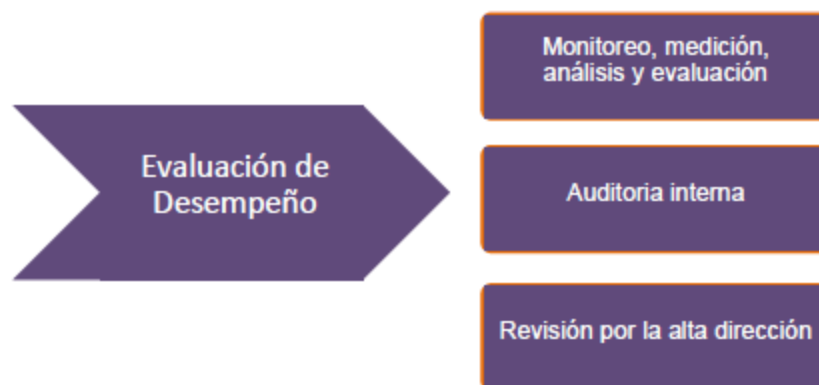 Evaluación de
Desempeño
Monitoreo, medición,
análisis y evaluación
Auditoria interna
Revisión por la alta dirección